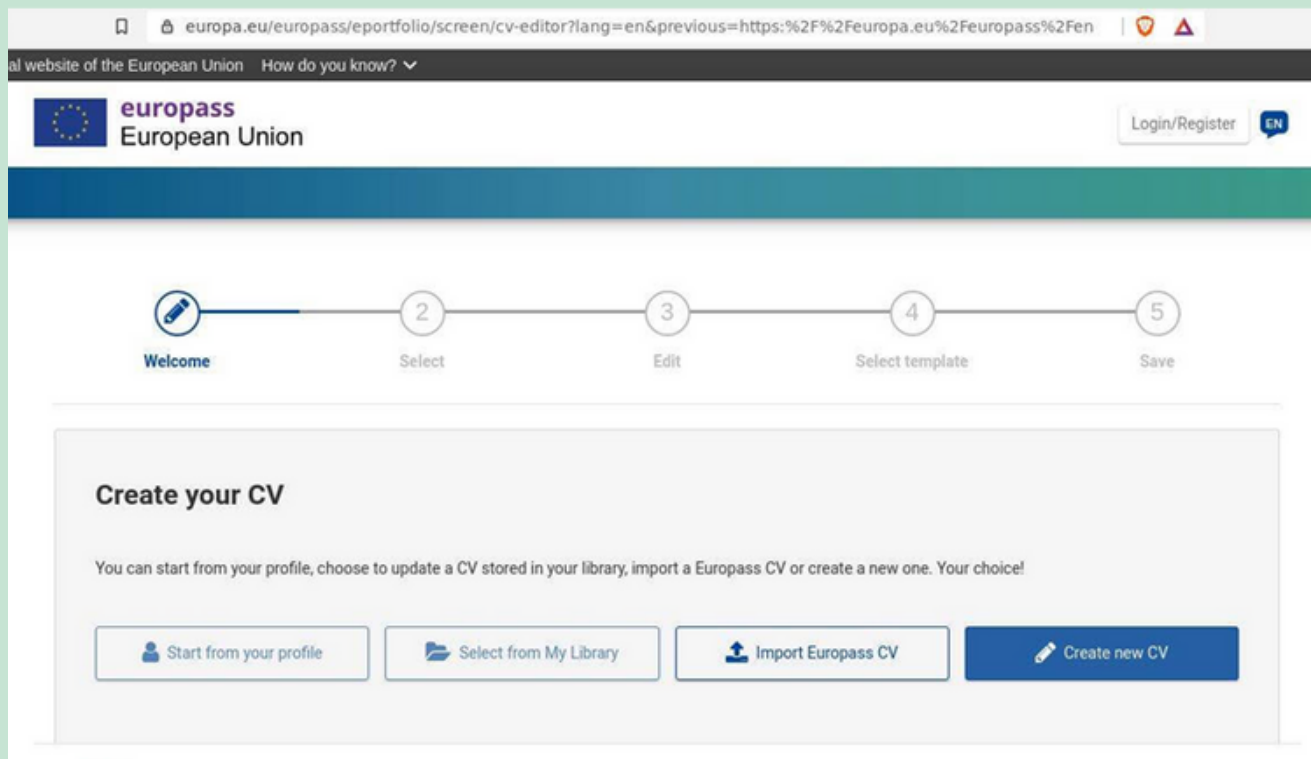 europa.eu/europass/eportfolio/screen/cv-editor?lang=en&previous=https:%2F%2Feuropa.eu%2Feuropass%2Fen
al website of the European Union How do you know?
europass
European Union
Login/Register EN
2 3 4 5
Welcome Select Edit Select template Save
Create your CV
You can start from your profile, choose to update a CV stored in your library, import a Europass CV or create a new one. Your choice!
Start from your profile Select from My Library Import Europass CV Create new CV